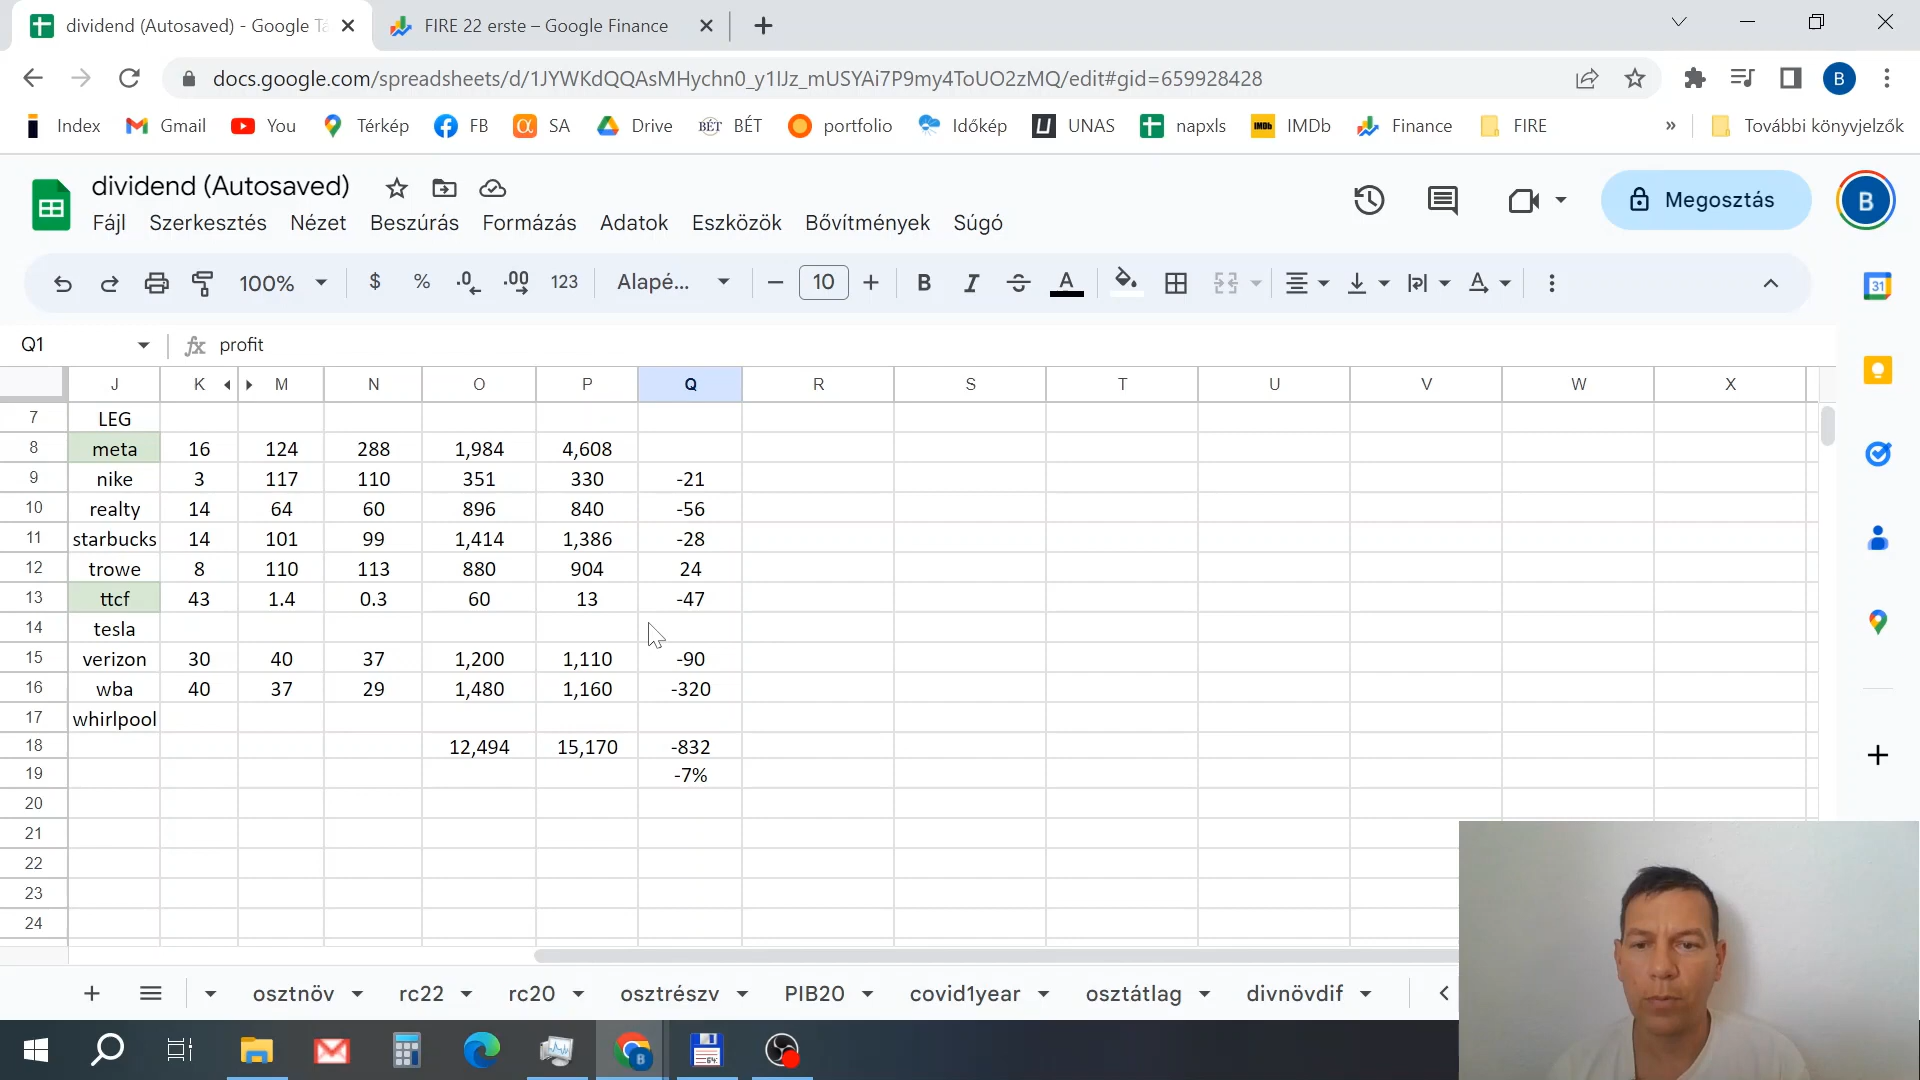 dividend (Autosaved) - Google Tá
FIRE 22 erste – Google Finance
docs.google.com/spreadsheets/d/1JYWKdQQAsMHychn0_y1IJz_mUSYAi7P9my4ToUO2zMQ/edit#gid=659928428
B
Index Gmail You Térkép FB SA Drive BÉT BÉT portfolio Időkép UNAS napxls IMDb IMDb Finance FIRE » További könyvjelzők
dividend (Autosaved)
Megosztás
B
Fájl Szerkesztés Nézet Beszúrás Formázás Adatok Eszközök Bővítmények Súgó
100% $ % .0 .00 123 Alapé... 10 B I S A
31
Q1 fx profit
J K M N O P Q R S T U V W X
7 LEG
8 meta 16 124 288 1,984 4,608
9 nike 3 117 110 351 330 -21
10 realty 14 64 60 896 840 -56
11 starbucks 14 101 99 1,414 1,386 -28
12 trowe 8 110 113 880 904 24
13 ttcf 43 1.4 0.3 60 13 -47
14 tesla
15 verizon 30 40 37 1,200 1,110 -90
16 wba 40 37 29 1,480 1,160 -320
17 whirlpool
18 12,494 15,170 -832
19 -7%
20
21
22
23
24
osztnöv rc22 rc20 osztrészv PIB20 covid1year osztátlag divnövdif
B 64